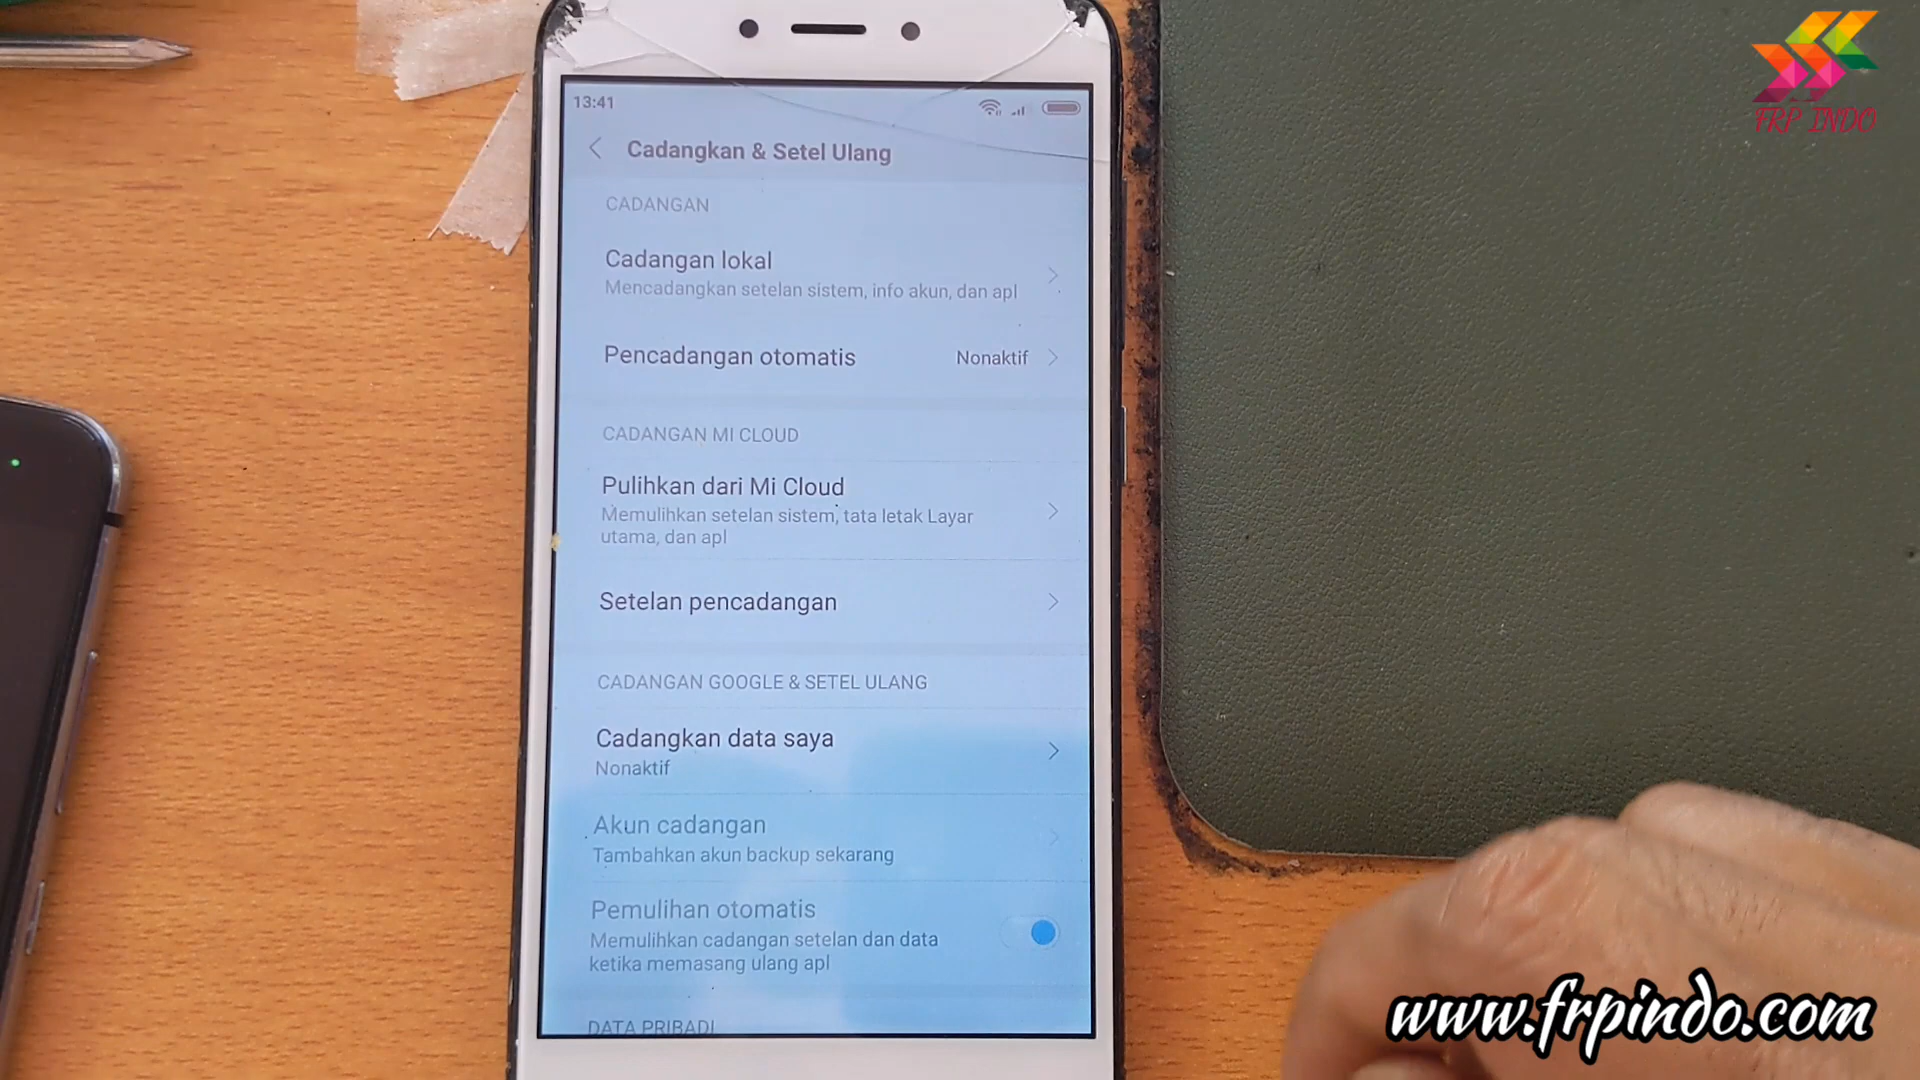 FRP INDO
13:41
Cadangkan & Setel Ulang
CADANGAN
Cadangan lokal
Mencadangkan setelan sistem, info akun, dan apl
Pencadangan otomatis Nonaktif
CADANGAN MI CLOUD
Pulihkan dari Mi Cloud
Memulihkan setelan sistem, tata letak Layar
utama, dan apl
Setelan pencadangan
CADANGAN GOOGLE & SETEL ULANG
Cadangkan data saya
Nonaktif
Akun cadangan
Tambahkan akun backup sekarang
Pemulihan otomatis
Memulihkan cadangan setelan dan data
ketika memasang ulang apl
DATA PRIBADI
www.frpindo.com